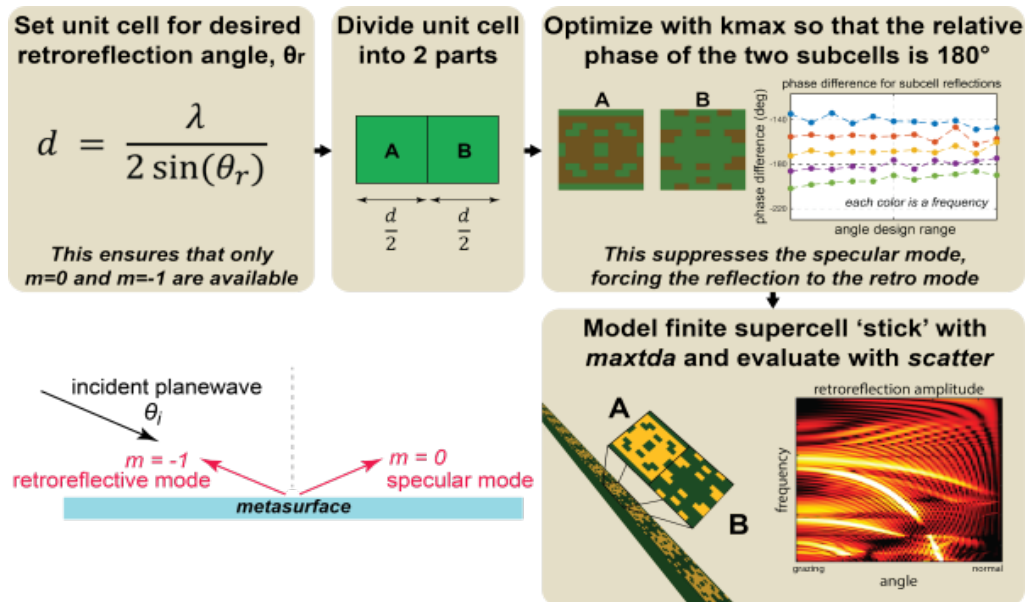 Set unit cell for desired
retroreflection angle, θr
d = λ / 2 sin(θr)
This ensures that only
m=0 and m=-1 are available
Divide unit cell
into 2 parts
A B
d/2 d/2
Optimize with kmax so that the relative
phase of the two subcells is 180°
A B
phase difference for subcell reflections
phase difference (deg)
-140
-180
-220
each color is a frequency
angle design range
This suppresses the specular mode,
forcing the reflection to the retro mode
incident planewave
θi
m = -1
retroreflective mode
m = 0
specular mode
metasurface
Model finite supercell ‘stick’ with
maxtda and evaluate with scatter
A
B
retroreflection amplitude
frequency
grazing normal
angle